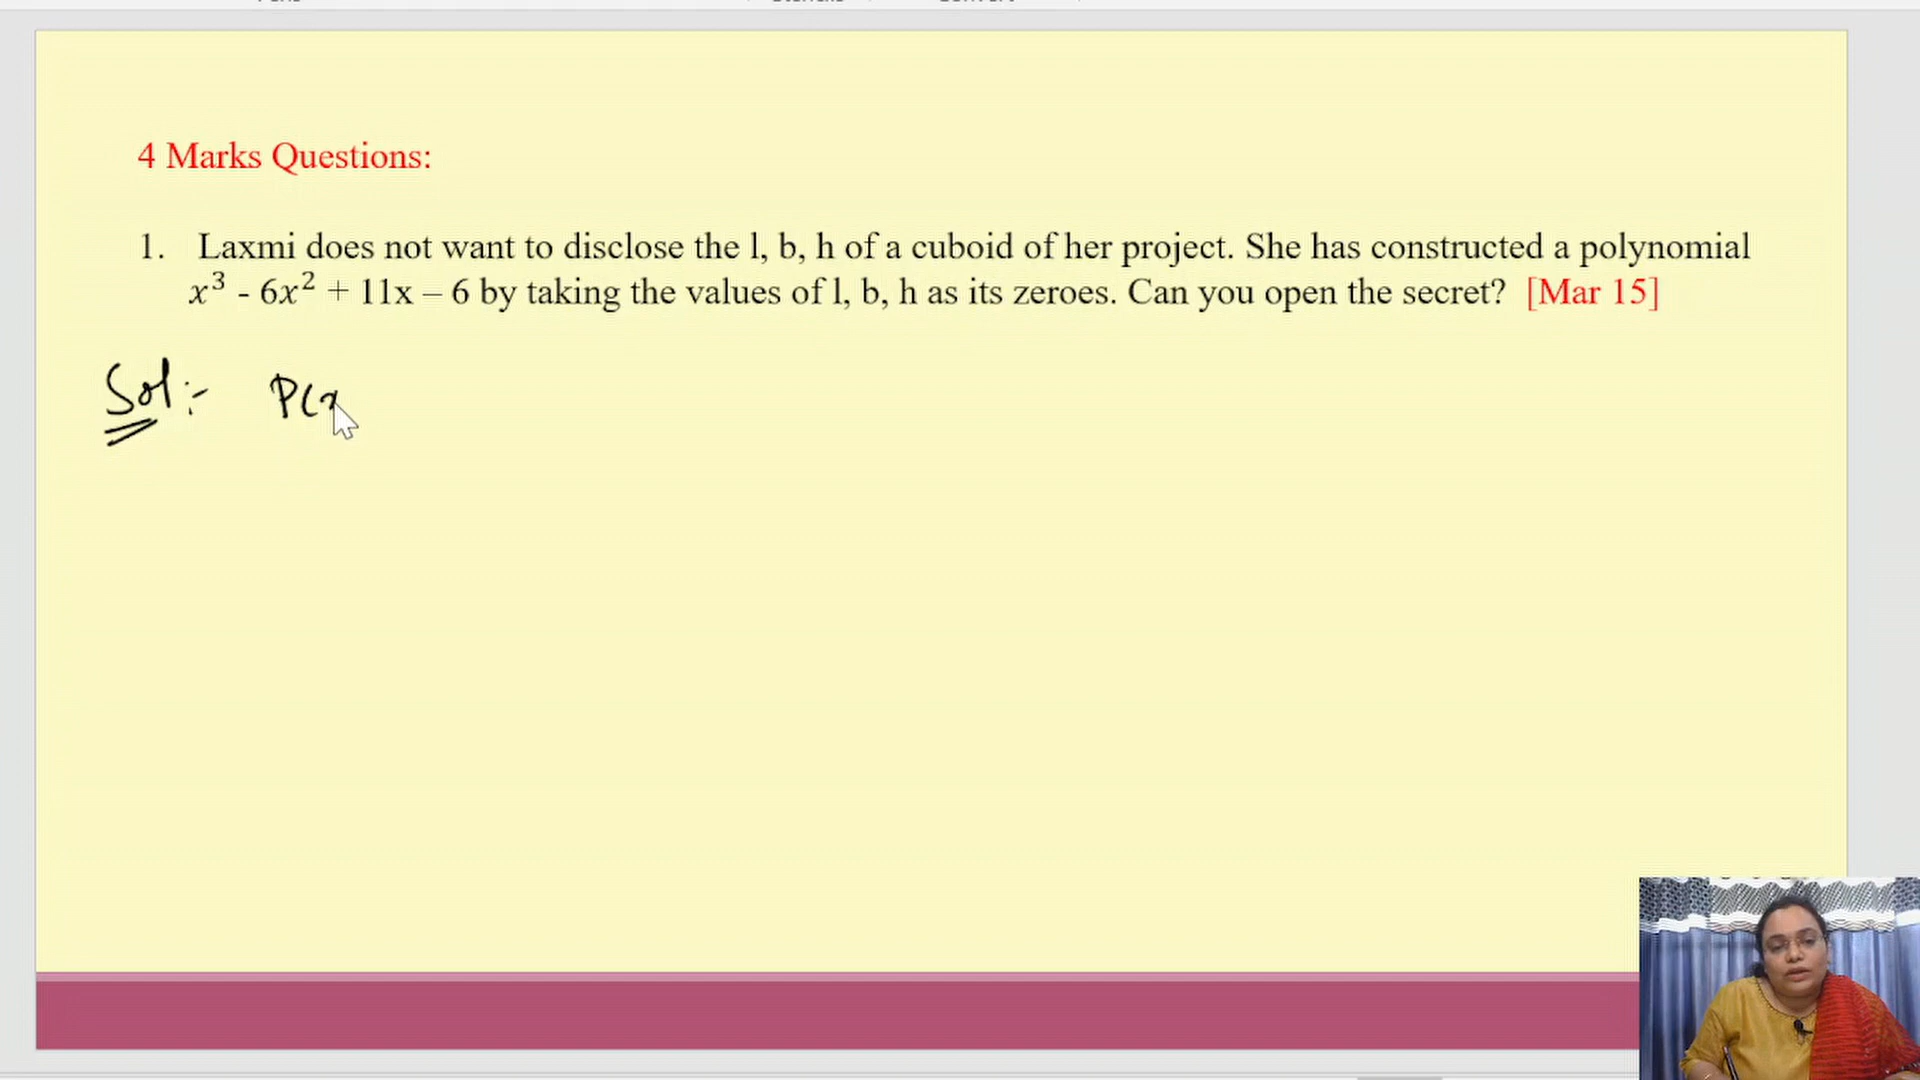 4 Marks Questions:
1. Laxmi does not want to disclose the l, b, h of a cuboid of her project. She has constructed a polynomial
x³ - 6x² + 11x – 6 by taking the values of l, b, h as its zeroes. Can you open the secret? [Mar 15]
Sol:- P(x